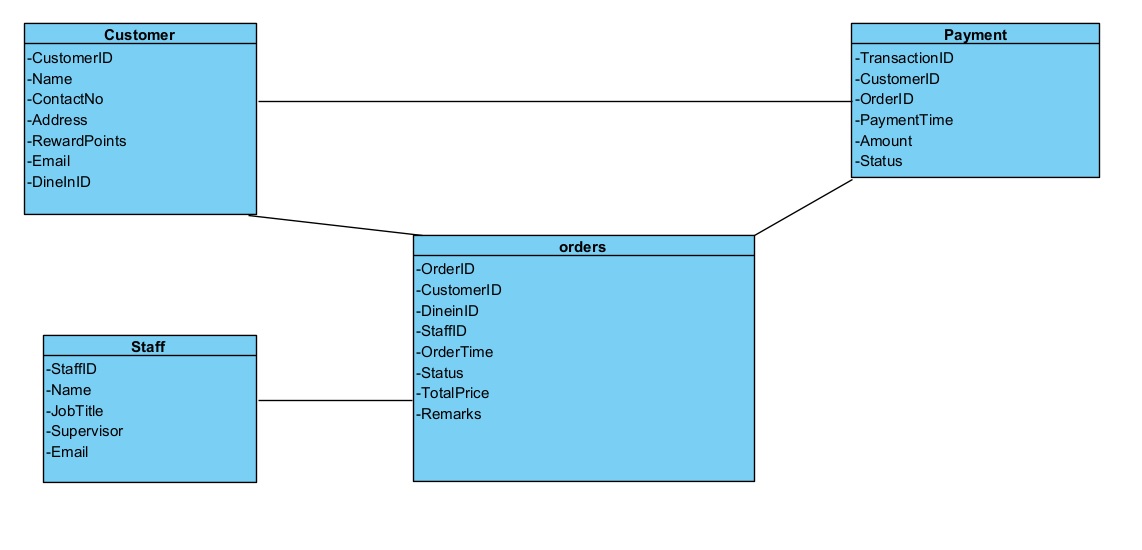 Customer
-CustomerID
-Name
-ContactNo
-Address
-RewardPoints
-Email
-DineInID
Payment
-TransactionID
-CustomerID
-OrderID
-PaymentTime
-Amount
-Status
orders
-OrderID
-CustomerID
-DineinID
-StaffID
-OrderTime
-Status
-TotalPrice
-Remarks
Staff
-StaffID
-Name
-JobTitle
-Supervisor
-Email